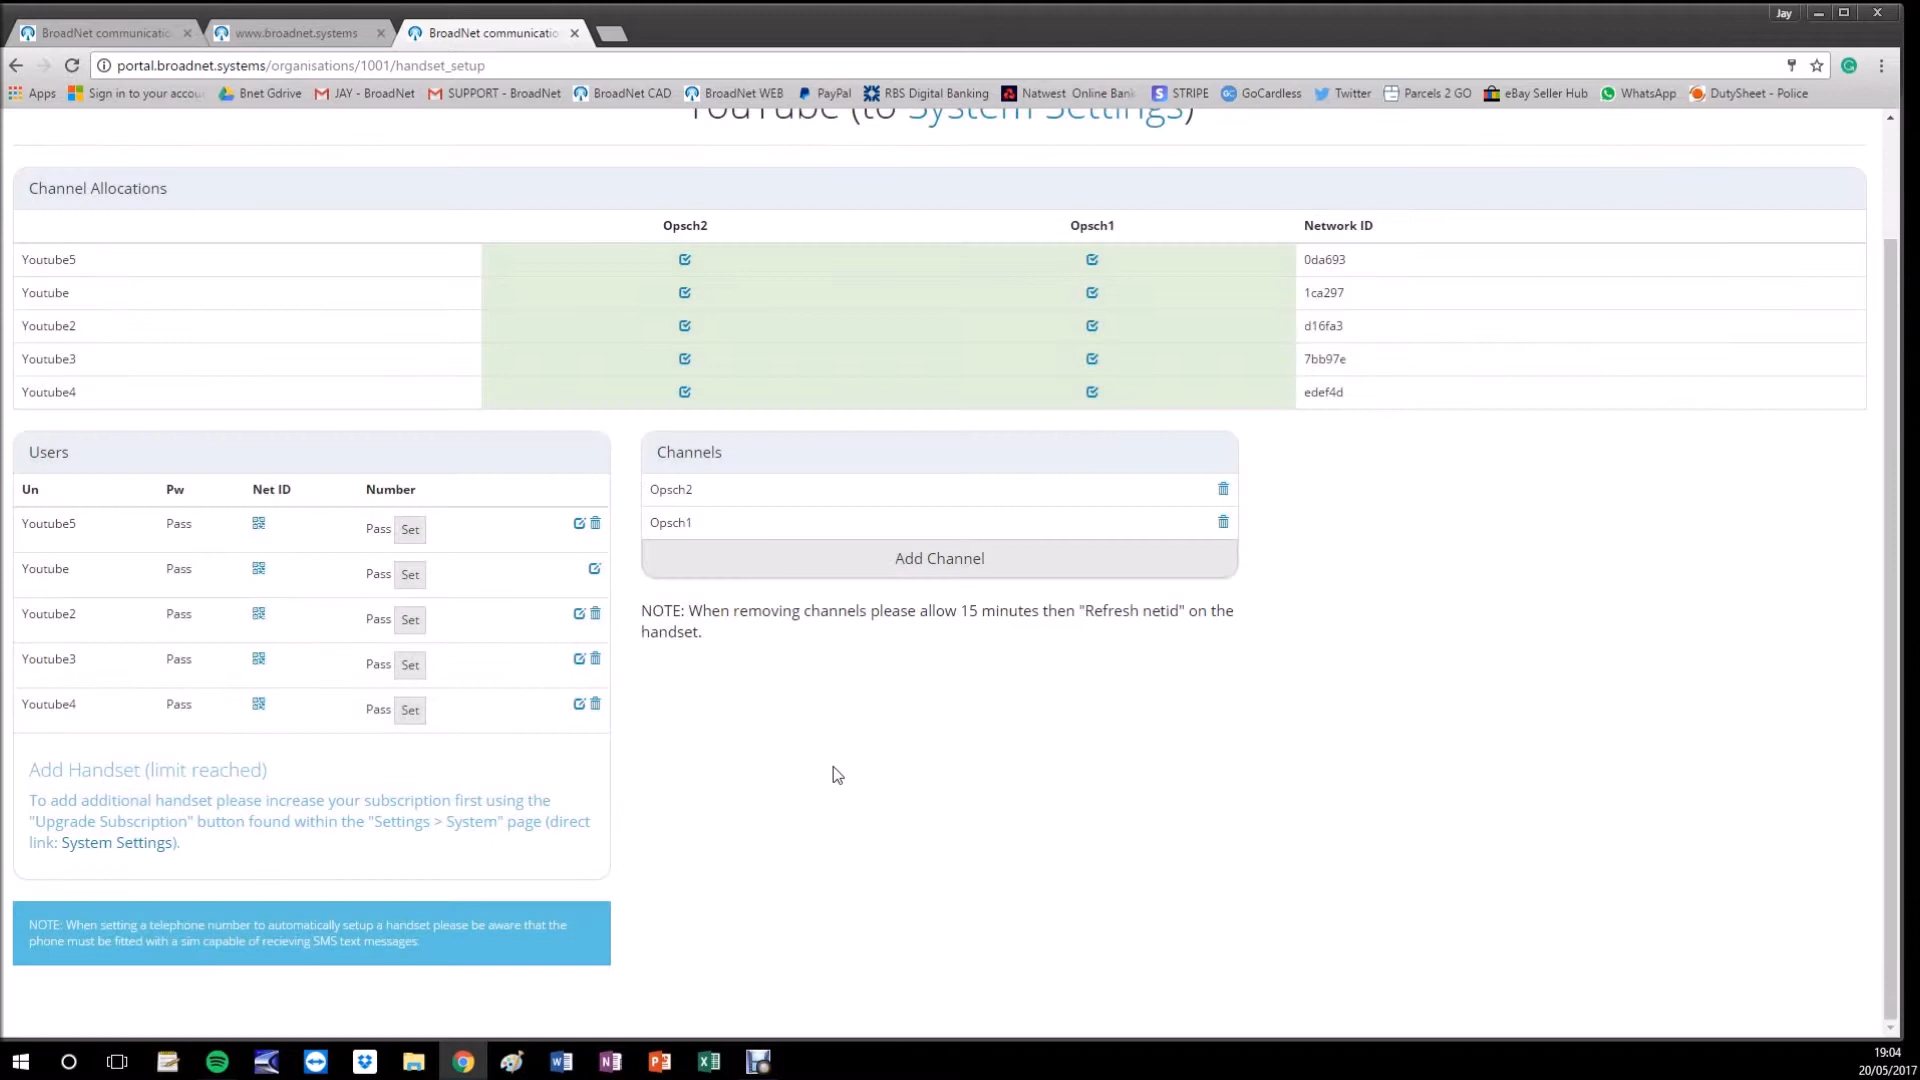 Jay
BroadNet communicatio
www.broadnet.systems
BroadNet communicatio
portal.broadnet.systems/organisations/1001/handset_setup
Apps Sign in to your accou Bnet Gdrive JAY - BroadNet SUPPORT - BroadNet BroadNet CAD BroadNet WEB PayPal RBS Digital Banking Natwest Online Bank STRIPE GoCardless Twitter Parcels 2 GO eBay Seller Hub WhatsApp DutySheet - Police
YouTube (to System Settings)
Channel Allocations
Opsch2 Opsch1 Network ID
Youtube5 0da693
Youtube 1ca297
Youtube2 d16fa3
Youtube3 7bb97e
Youtube4 edef4d
Users
Un Pw Net ID Number
Youtube5 Pass Pass Set
Youtube Pass Pass Set
Youtube2 Pass Pass Set
Youtube3 Pass Pass Set
Youtube4 Pass Pass Set
Add Handset (limit reached)
To add additional handset please increase your subscription first using the
"Upgrade Subscription" button found within the "Settings > System" page (direct
link: System Settings).
NOTE: When setting a telephone number to automatically setup a handset please be aware that the
phone must be fitted with a sim capable of recieving SMS text messages.
Channels
Opsch2
Opsch1
Add Channel
NOTE: When removing channels please allow 15 minutes then "Refresh netid" on the
handset.
19:04
20/05/2017